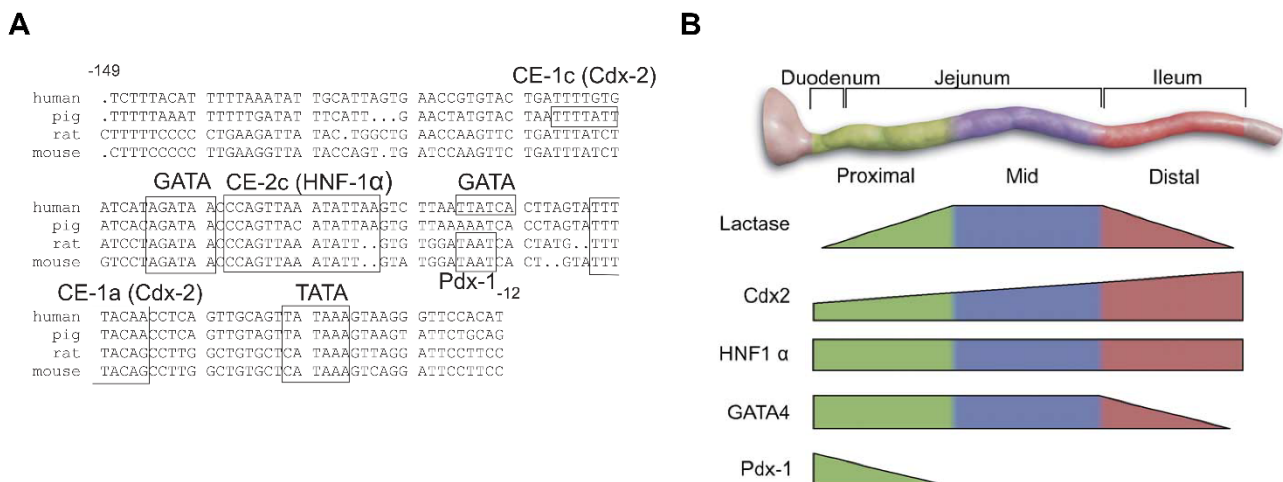 A
-149
CE-1c (Cdx-2)
human .TCTTTACAT TTTTAAATAT TGCATTAGTG AACCGTGTAC TGATTTTGTG
pig .TTTTTAAAT TTTTTGATAT TTCATT...G AACTATGTAC TAATTTTATT
rat CTTTTTCCCC CTGAAGATTA TAC.TGGCTG AACCAAGTTC TGATTTATCT
mouse .CTTTCCCCC TTGAAGGTTA TACCAGT.TG ATCCAAGTTC TGATTTATCT
GATA CE-2c (HNF-1α) GATA
human ATCATAGATA ACCCAGTTAA ATATTAAGTC TTAATTATCA CTTAGTATTT
pig ATCACAGATA ACCCAGTTAC ATATTAAGTG TTAAAAATCA CCTAGTATTT
rat ATCCTAGATA ACCCAGTTAA ATATT..GTG TGGATAATCA CTATG..TTT
mouse GTCCTAGATA ACCCAGTTAA ATATT..GTA TGGATAATCA CT..GTATTT
Pdx-1
CE-1a (Cdx-2) TATA -12
human TACAACCTCA GTTGCAGTTA TAAAGTAAGG GTTCCACAT
pig TACAACCTCA GTTGTAGTTA TAAAGTAAGT ATTCTGCAG
rat TACAGCCTTG GCTGTGCTCA TAAAGTTAGG ATTCCTTCC
mouse TACAGCCTTG GCTGTGCTCA TAAAGTCAGG ATTCCTTCC
B
Duodenum Jejunum Ileum
Proximal Mid Distal
Lactase
Cdx2
HNF1 α
GATA4
Pdx-1